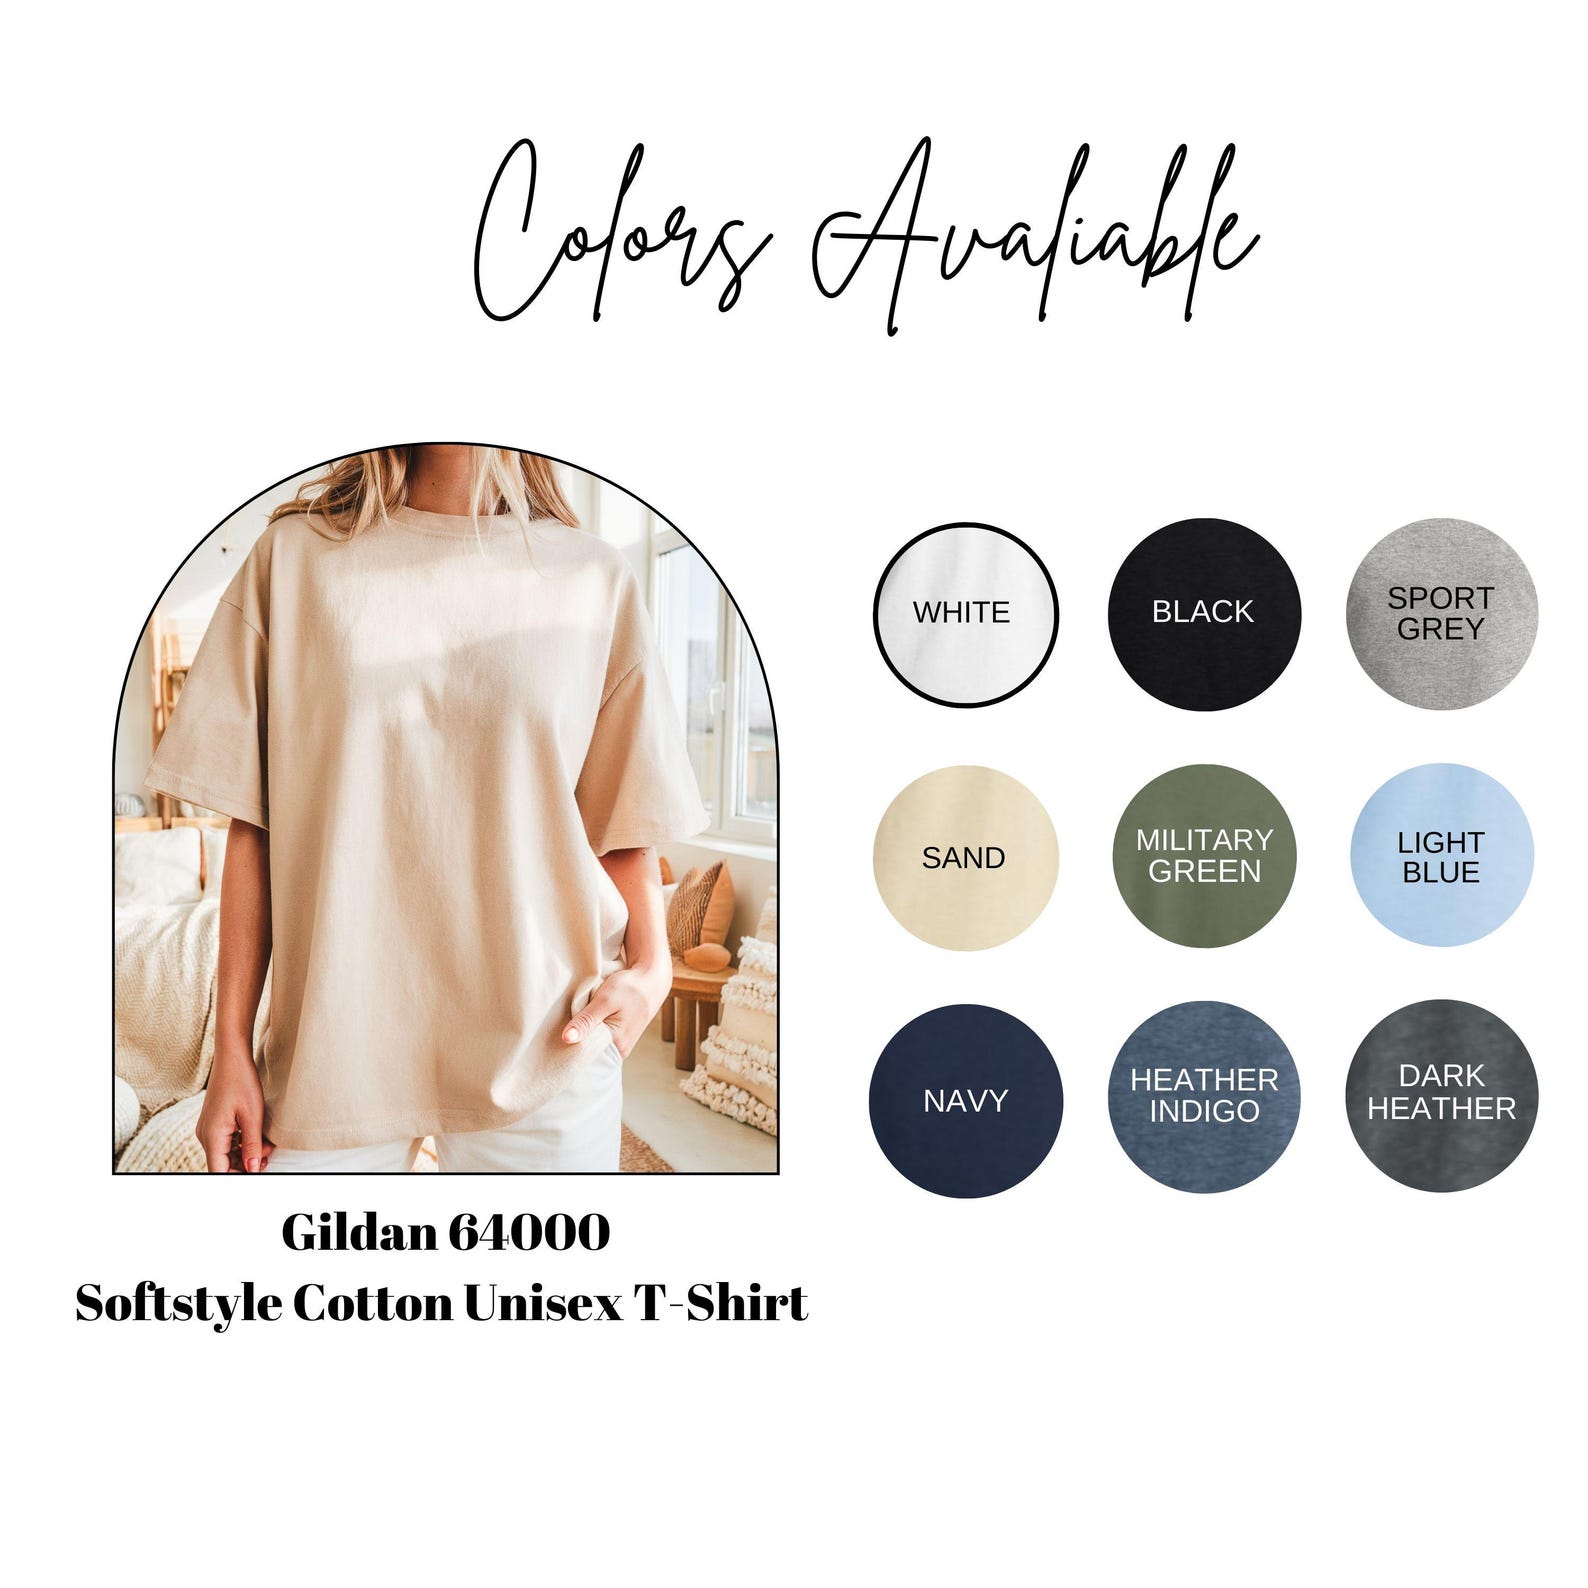 Colors Avaliable
WHITE
BLACK
SPORT
GREY
SAND
MILITARY
GREEN
LIGHT
BLUE
NAVY
HEATHER
INDIGO
DARK
HEATHER
Gildan 64000
Softstyle Cotton Unisex T-Shirt